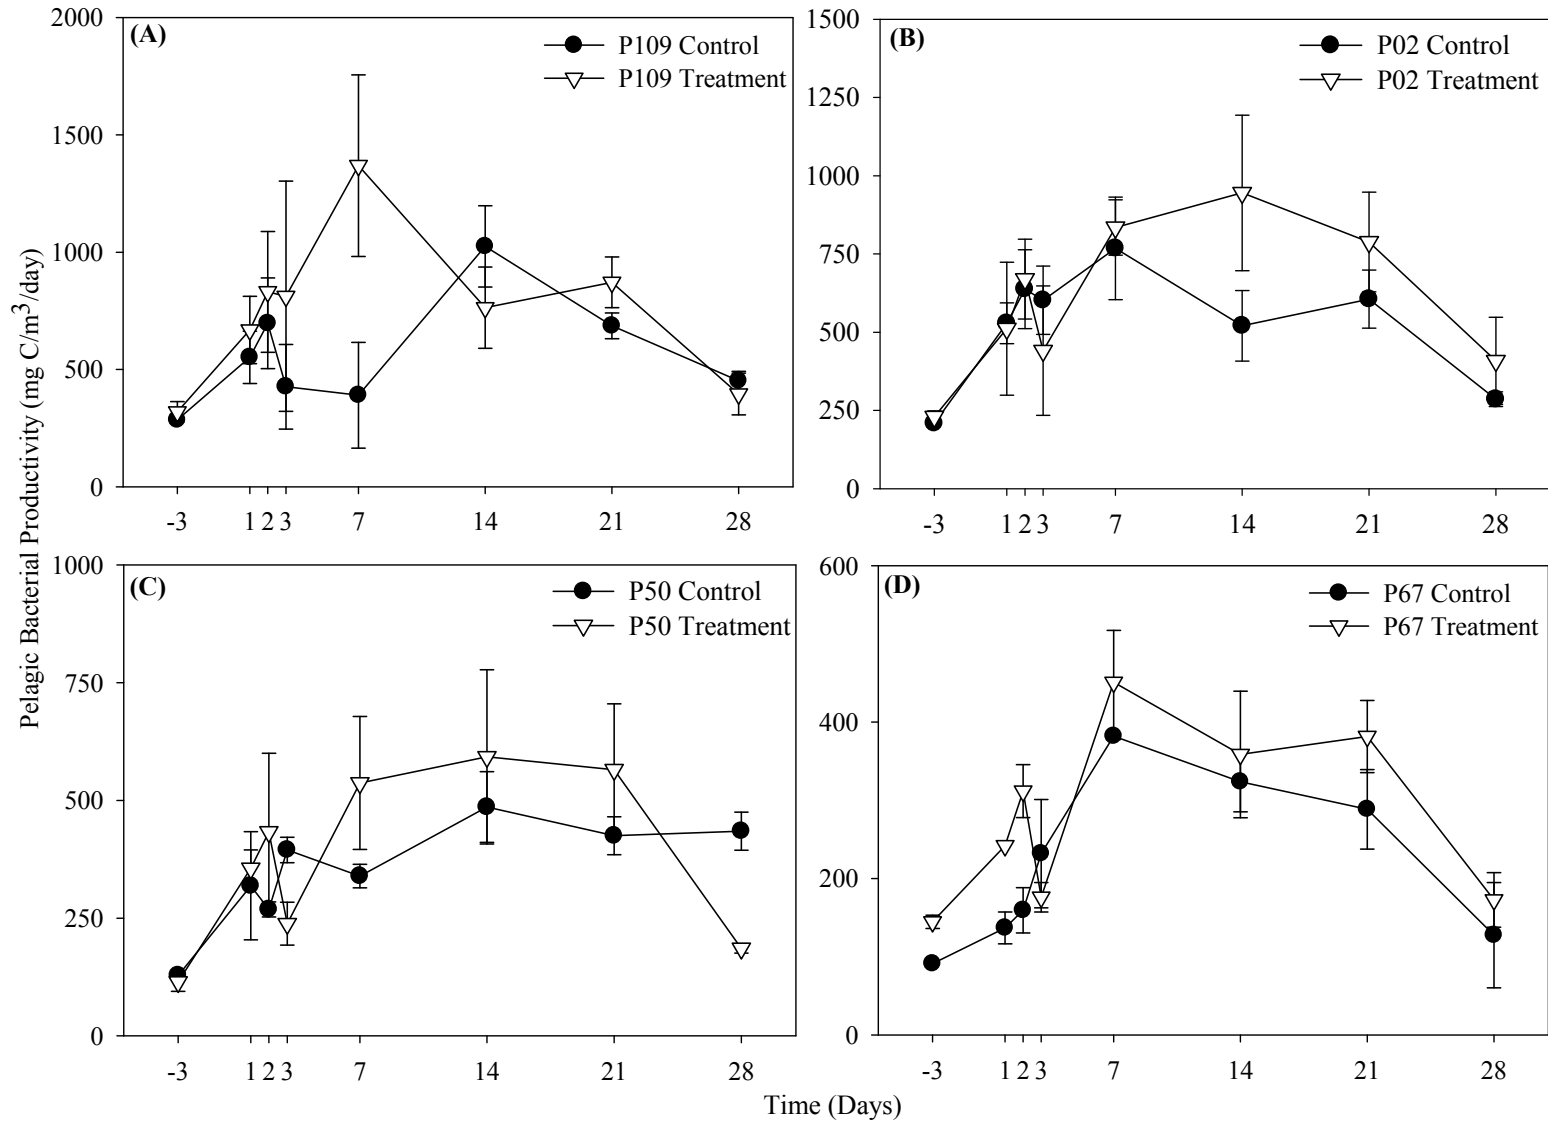 Pelagic Bacterial Productivity (mg C/m³/day)
(A)
P109 Control
P109 Treatment
2000
1500
1000
500
0
-3 1 2 3 7 14 21 28
(B)
P02 Control
P02 Treatment
1500
1250
1000
750
500
250
0
-3 1 2 3 7 14 21 28
(C)
P50 Control
P50 Treatment
1000
750
500
250
0
-3 1 2 3 7 14 21 28
(D)
P67 Control
P67 Treatment
600
400
200
0
-3 1 2 3 7 14 21 28
Time (Days)